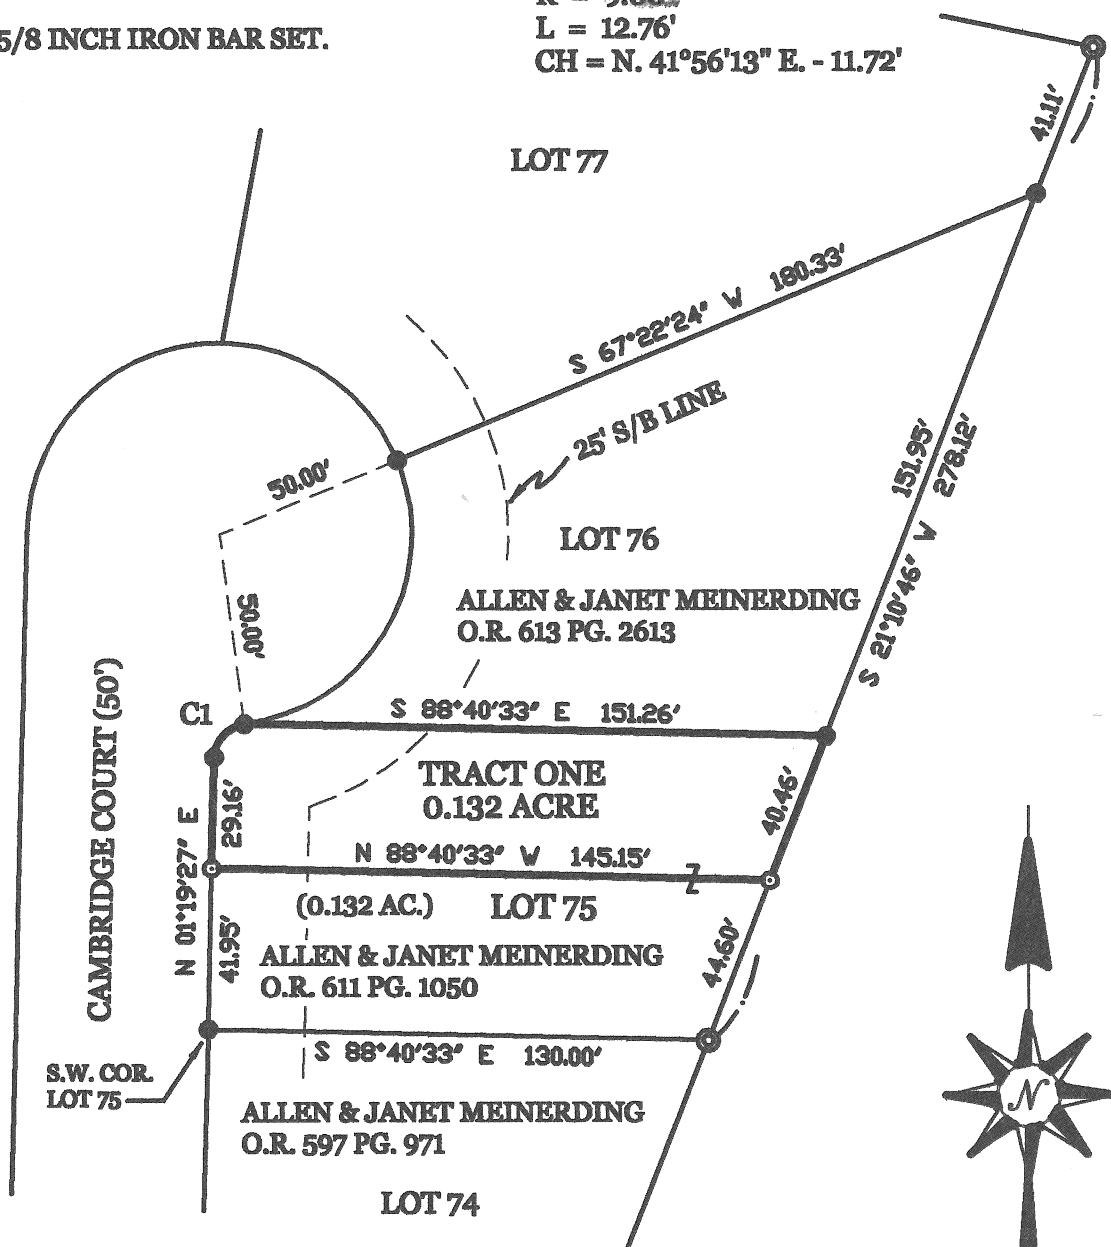 5/8 INCH IRON BAR SET.
L = 12.76'
CH = N. 41°56'13" E. - 11.72'
41.11'
LOT 77
S 67°22'24" W 180.33'
25' S/B LINE
50.00'
151.95'
278.12'
S 21°10'46" W
LOT 76
50.00'
ALLEN & JANET MEINERDING
O.R. 613 PG. 2613
C1
S 88°40'33" E 151.26'
CAMBRIDGE COURT (50')
TRACT ONE
0.132 ACRE
N 01°19'27" E
29.16'
40.46'
N 88°40'33" W 145.15'
Z
(0.132 AC.) LOT 75
41.95'
44.60'
ALLEN & JANET MEINERDING
O.R. 611 PG. 1050
S 88°40'33" E 130.00'
S.W. COR.
LOT 75
ALLEN & JANET MEINERDING
O.R. 597 PG. 971
LOT 74
N